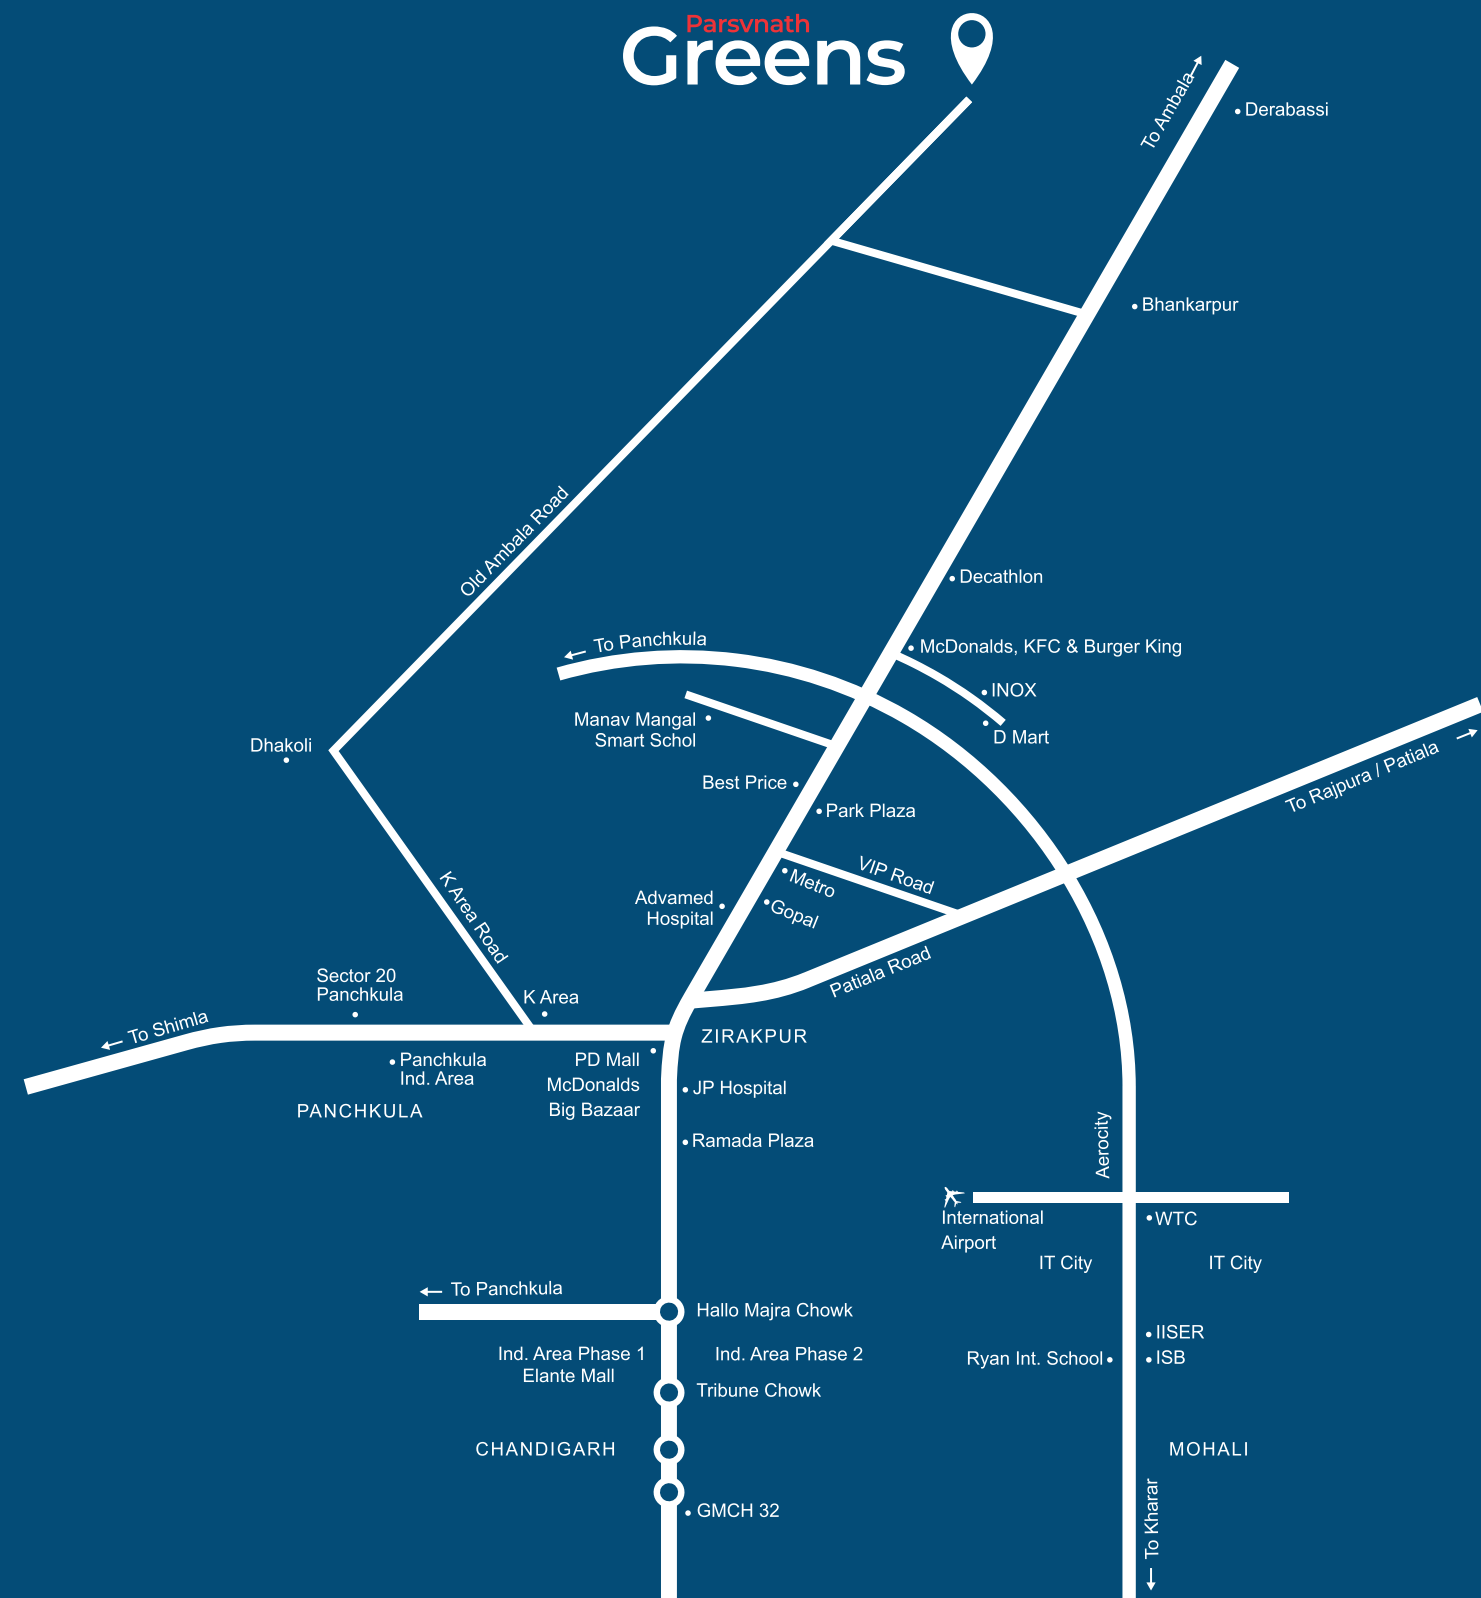 Parsvnath
Greens
To Ambala
Derabassi
Bhankarpur
Old Ambala Road
Decathlon
To Panchkula
McDonalds, KFC & Burger King
INOX
D Mart
Manav Mangal
Smart Schol
Dhakoli
Best Price
Park Plaza
To Rajpura / Patiala
VIP Road
Metro
Gopal
Advamed
Hospital
K Area Road
Patiala Road
Sector 20
Panchkula
K Area
To Shimla
ZIRAKPUR
Panchkula
Ind. Area
PD Mall
McDonalds
Big Bazaar
JP Hospital
PANCHKULA
Ramada Plaza
Aerocity
International
Airport
WTC
IT City
IT City
To Panchkula
Hallo Majra Chowk
Ind. Area Phase 1
Elante Mall
Ind. Area Phase 2
IISER
Ryan Int. School
ISB
Tribune Chowk
CHANDIGARH
MOHALI
GMCH 32
To Kharar